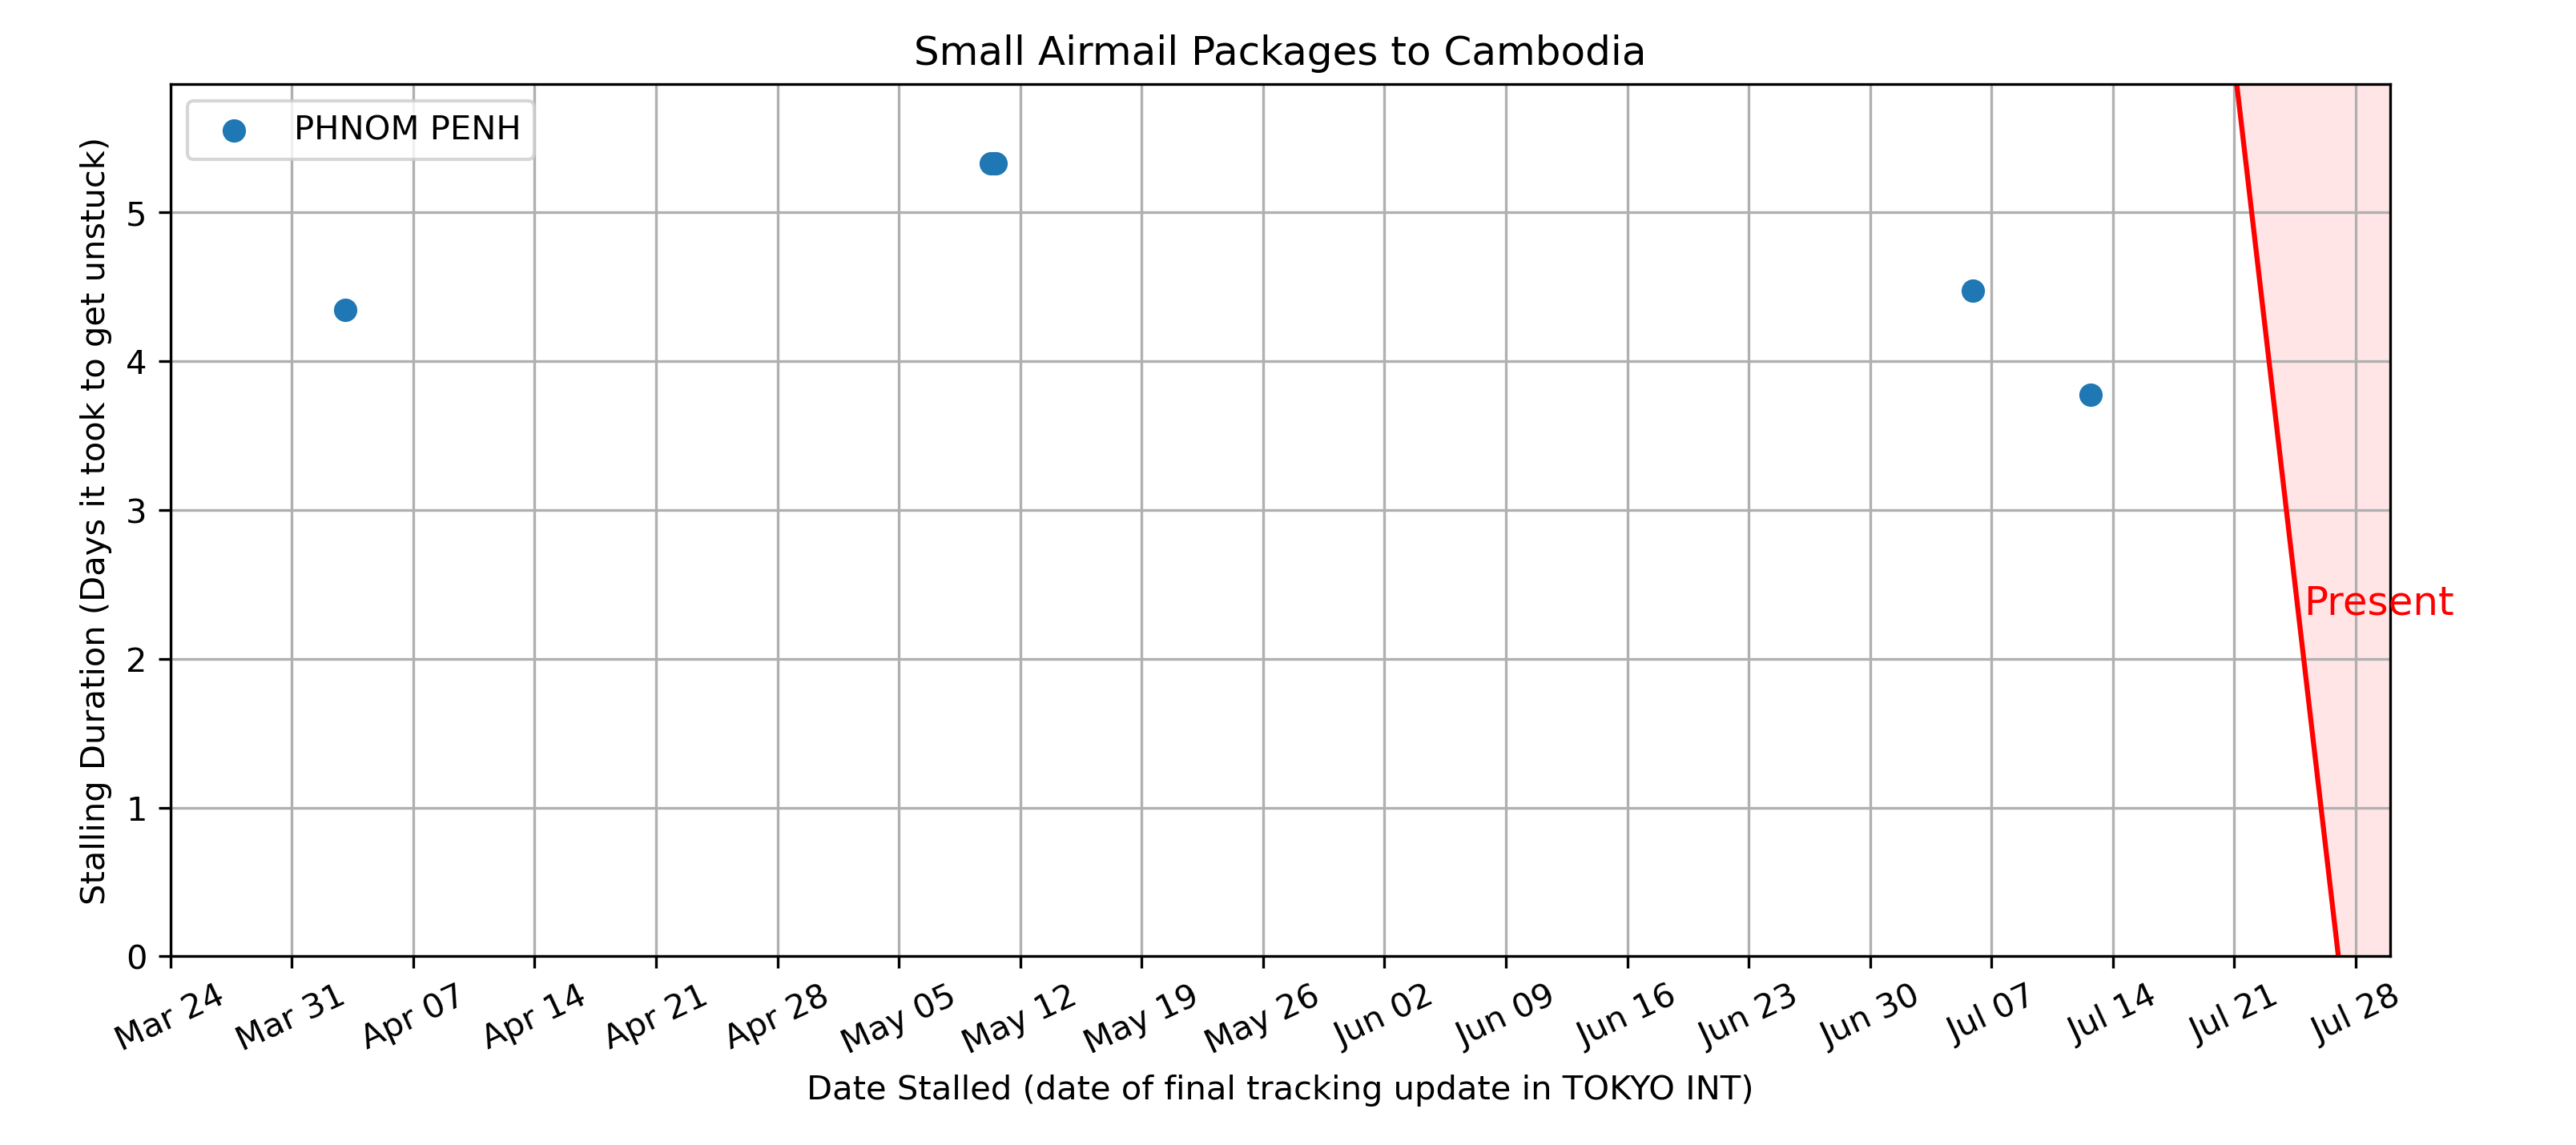 Small Airmail Packages to Cambodia
PHNOM PENH
Stalling Duration (Days it took to get unstuck)
5
4
3
2
1
0
Present
Mar 24
Mar 31
Apr 07
Apr 14
Apr 21
Apr 28
May 05
May 12
May 19
May 26
Jun 02
Jun 09
Jun 16
Jun 23
Jun 30
Jul 07
Jul 14
Jul 21
Jul 28
Date Stalled (date of final tracking update in TOKYO INT)